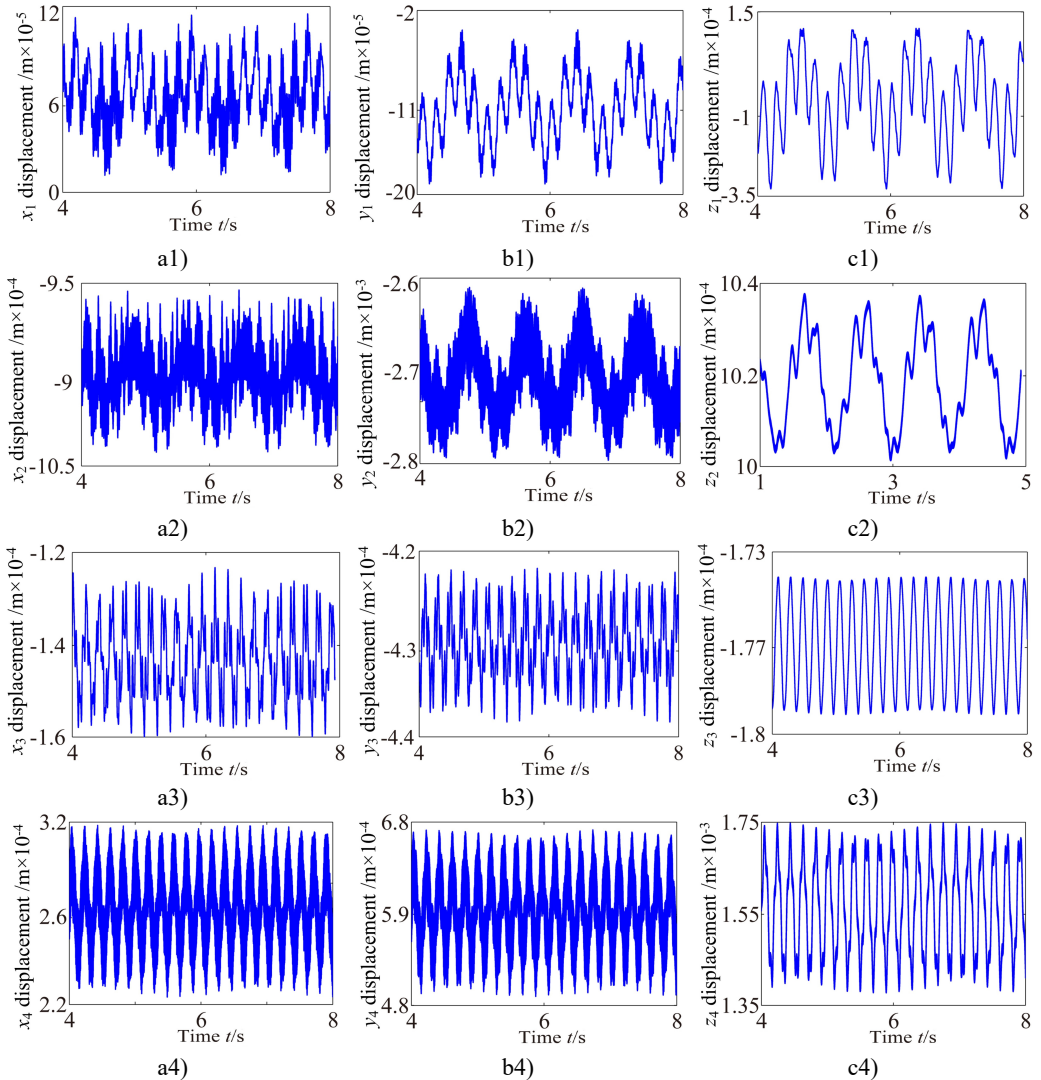 12
6
0
4
6
8
x1 displacement /m×10-5
Time t/s
a1)
-2
-11
-20
4
6
8
y1 displacement /m×10-5
Time t/s
b1)
1.5
-1
-3.5
4
6
8
z1 displacement /m×10-4
Time t/s
c1)
-9.5
-9
-10.5
4
6
8
x2 displacement /m×10-4
Time t/s
a2)
-2.6
-2.7
-2.8
4
6
8
y2 displacement /m×10-3
Time t/s
b2)
10.4
10.2
10
1
3
5
z2 displacement /m×10-4
Time t/s
c2)
-1.2
-1.4
-1.6
4
6
8
x3 displacement /m×10-4
Time t/s
a3)
-4.2
-4.3
-4.4
4
6
8
y3 displacement /m×10-4
Time t/s
b3)
-1.73
-1.77
-1.8
4
6
8
z3 displacement /m×10-4
Time t/s
c3)
3.2
2.6
2.2
4
6
8
x4 displacement /m×10-4
Time t/s
a4)
6.8
5.9
4.8
4
6
8
y4 displacement /m×10-4
Time t/s
b4)
1.75
1.55
1.35
4
6
8
z4 displacement /m×10-3
Time t/s
c4)